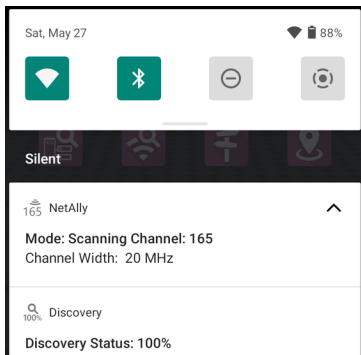 Sat, May 27
88%
Silent
165 NetAlly
Mode: Scanning Channel: 165
Channel Width: 20 MHz
100% Discovery
Discovery Status: 100%